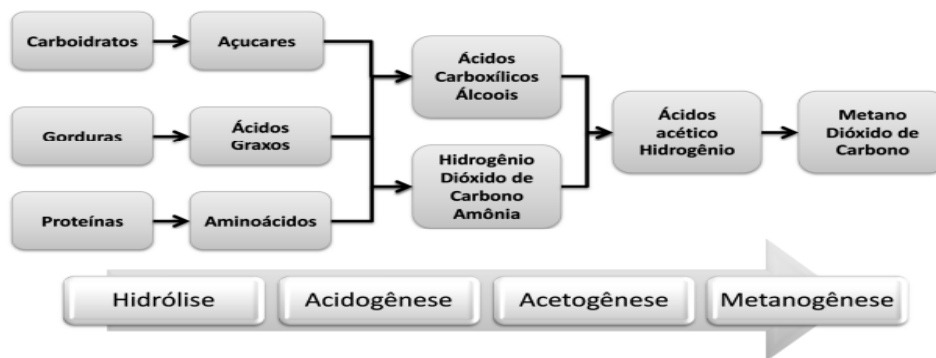 Carboidratos
Açucares
Gorduras
Ácidos
Graxos
Proteínas
Aminoácidos
Ácidos
Carboxílicos
Álcoois
Hidrogênio
Dióxido de
Carbono
Amônia
Ácidos
acético
Hidrogênio
Metano
Dióxido de
Carbono
Hidrólise
Acidogênese
Acetogênese
Metanogênese